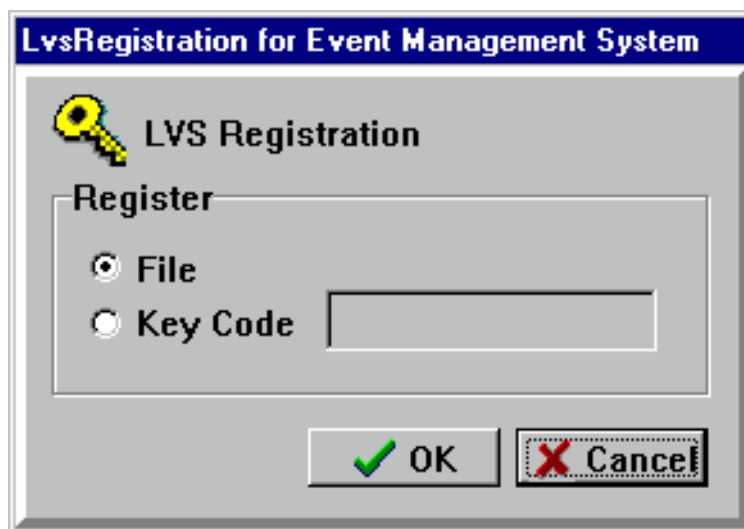 LvsRegistration for Event Management System
LVS Registration
Register
File
Key Code
OK Cancel